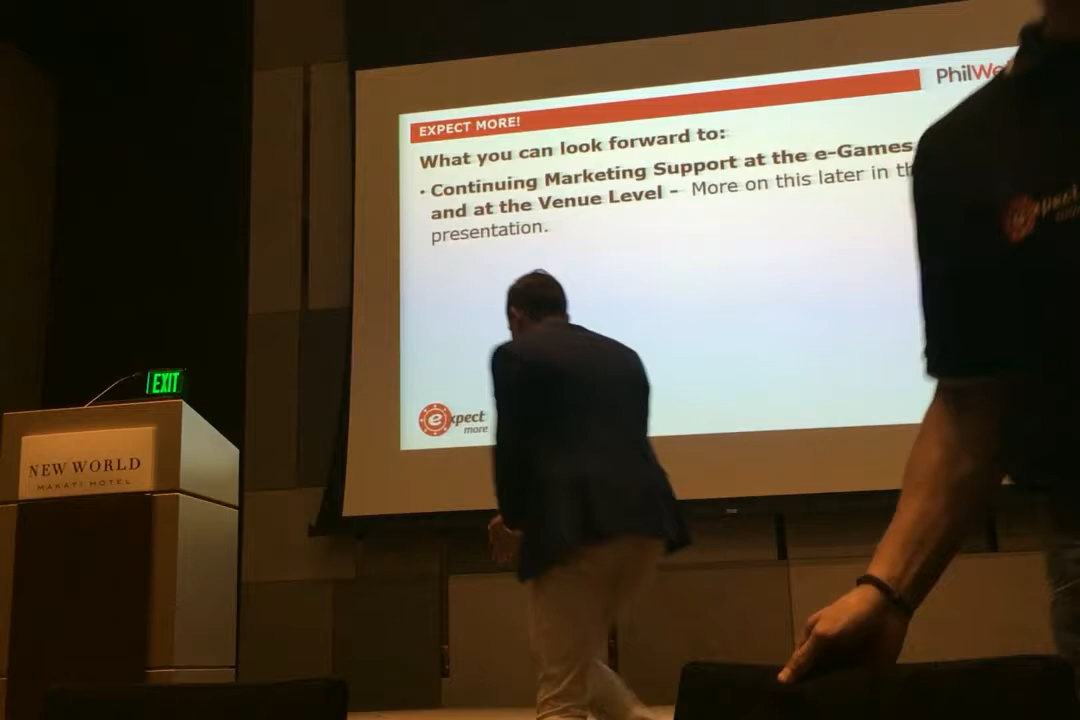 EXPECT MORE!
PhilWe
What you can look forward to:
• Continuing Marketing Support at the e-Games
and at the Venue Level – More on this later in th
presentation.
expect
more
EXIT
NEW WORLD
MAKATI HOTEL